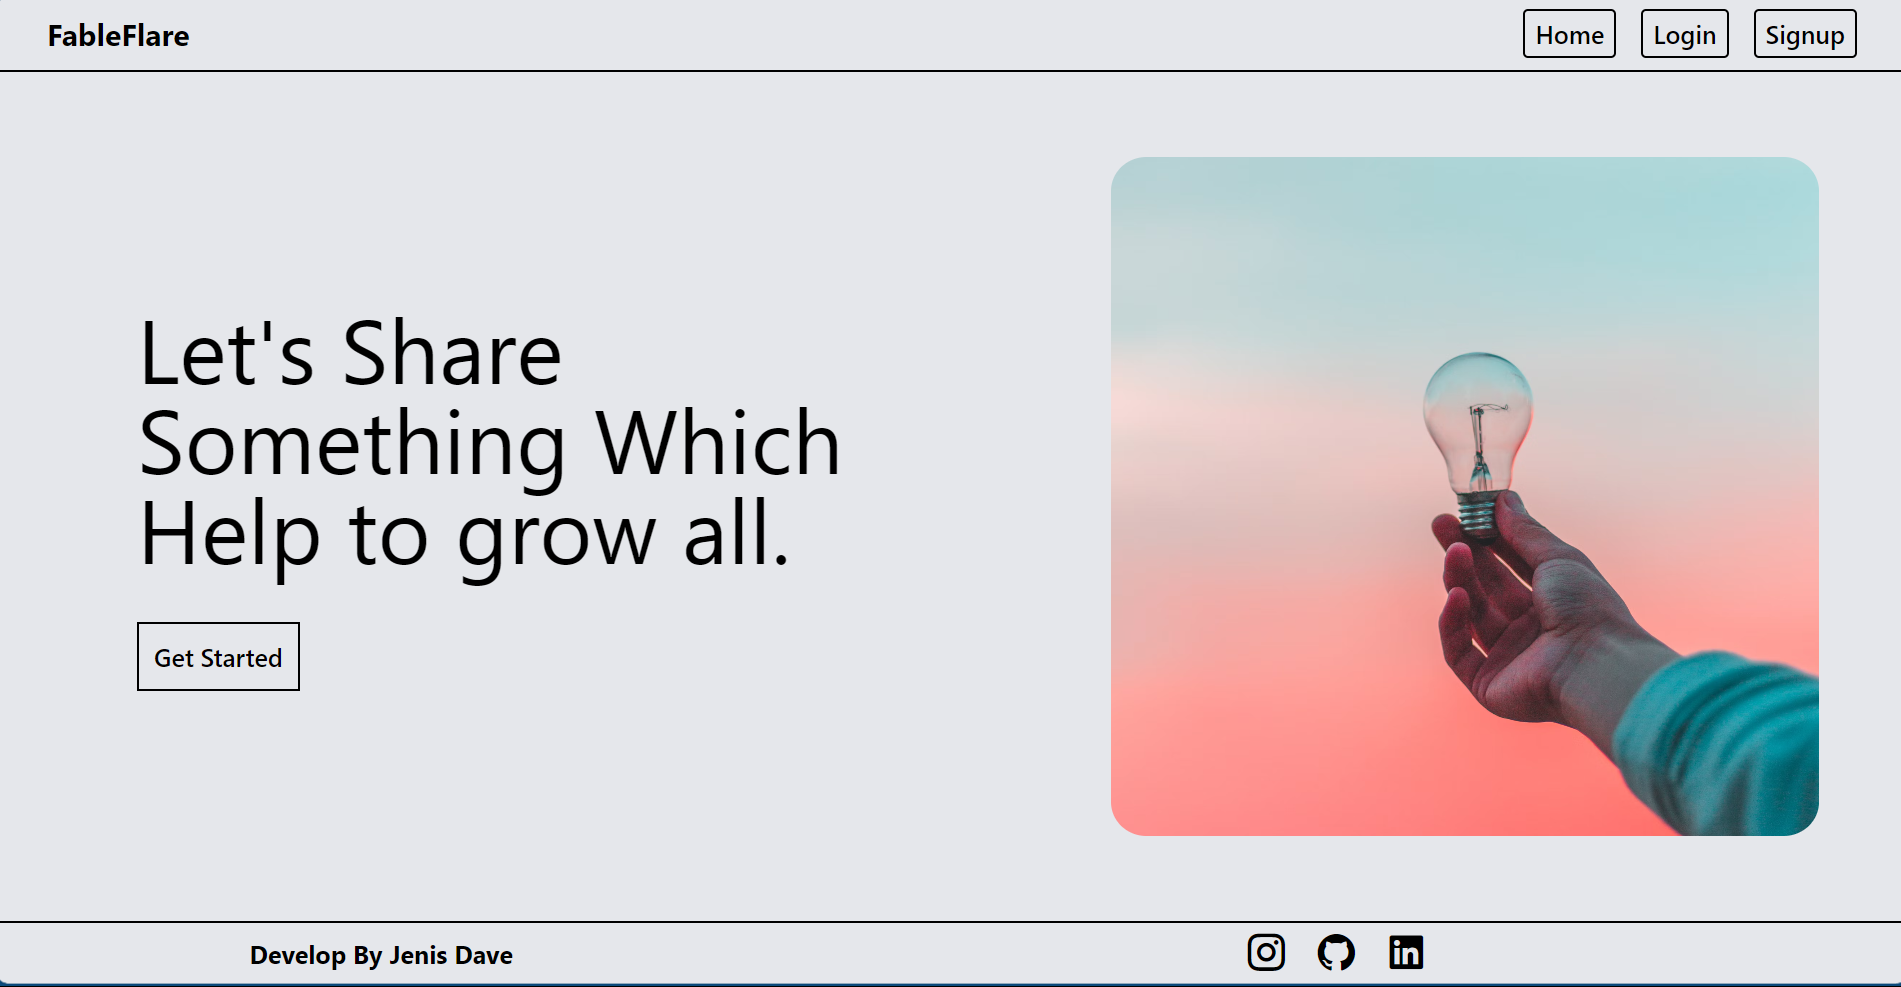 FableFlare
Home
Login
Signup
Let's Share
Something Which
Help to grow all.
Get Started
Develop By Jenis Dave